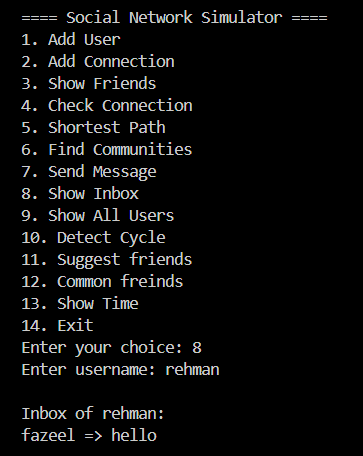 ==== Social Network Simulator ====
1. Add User
2. Add Connection
3. Show Friends
4. Check Connection
5. Shortest Path
6. Find Communities
7. Send Message
8. Show Inbox
9. Show All Users
10. Detect Cycle
11. Suggest friends
12. Common freinds
13. Show Time
14. Exit
Enter your choice: 8
Enter username: rehman
Inbox of rehman:
fazeel => hello